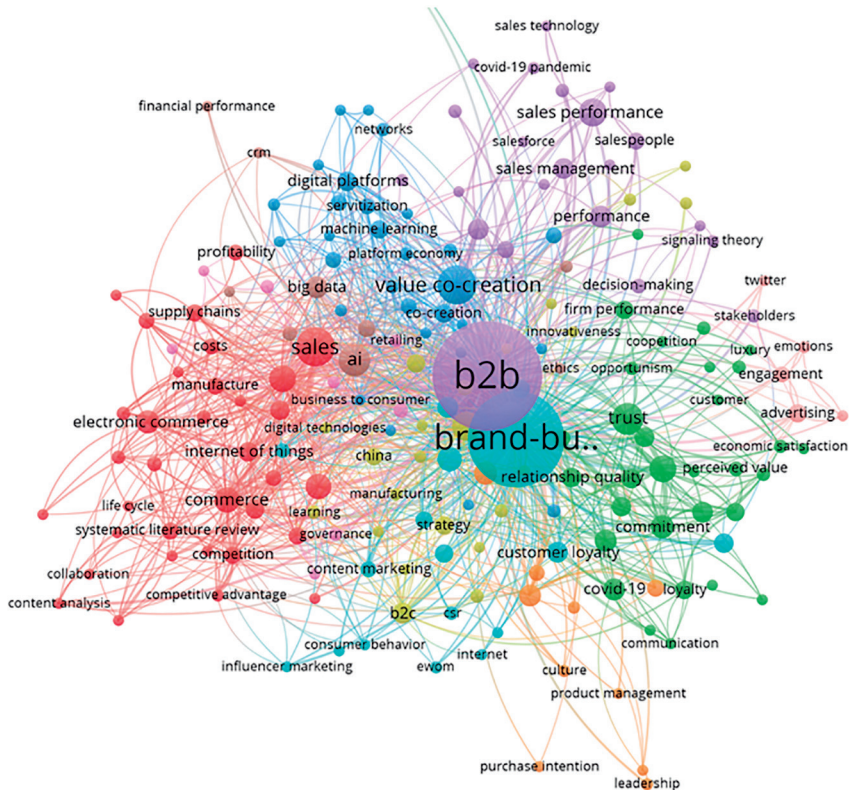 sales technology
covid-19 pandemic
financial performance
sales performance
networks
salesforce
salespeople
crm
sales management
digital platforms
servitization
performance
machine learning
signaling theory
profitability
platform economy
twitter
big data
value co-creation
decision-making
stakeholders
supply chains
co-creation
firm performance
innovativeness
costs
retailing
coopetition
emotions
sales
luxury
ai
b2b
ethics
opportunism
engagement
manufacture
business to consumer
customer
advertising
electronic commerce
digital technologies
brand-bu..
trust
economic satisfaction
internet of things
china
relationship quality
perceived value
manufacturing
commerce
life cycle
learning
systematic literature review
governance
strategy
commitment
competition
customer loyalty
content marketing
collaboration
covid-19
loyalty
content analysis
competitive advantage
b2c
csr
consumer behavior
communication
internet
influencer marketing
ewom
culture
product management
purchase intention
leadership